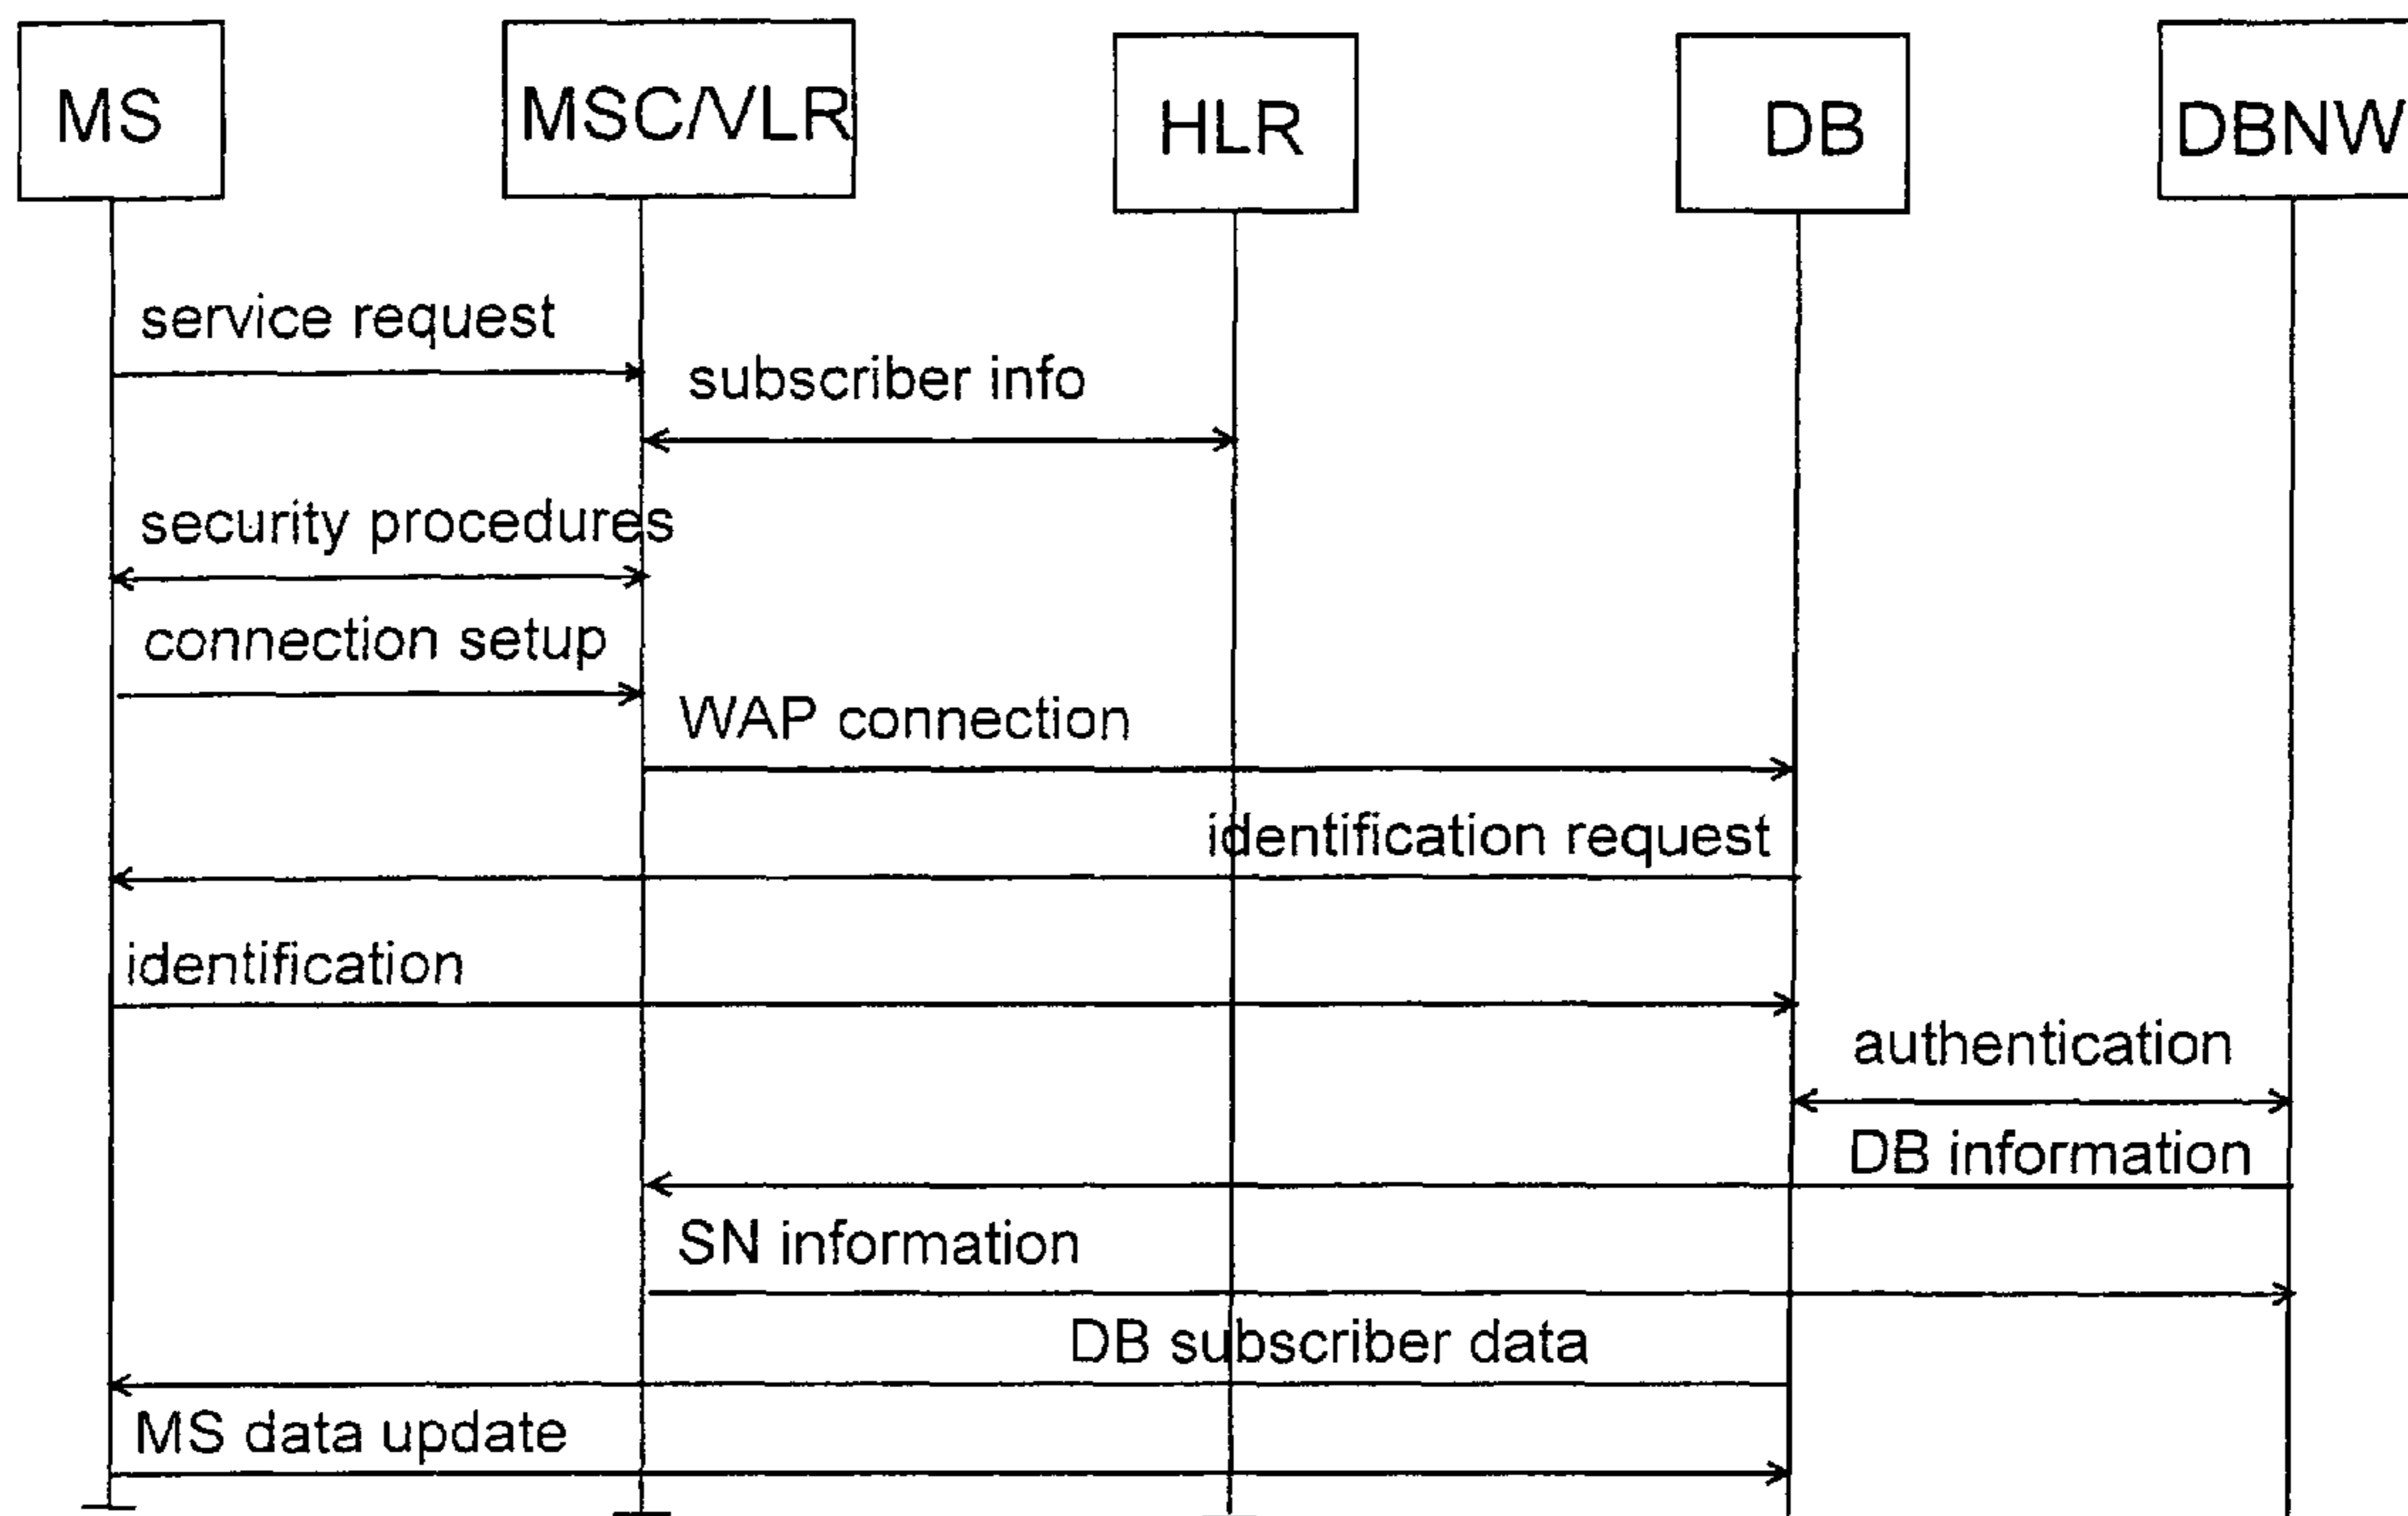 MS
MSC/VLR
HLR
DB
DBNW
service request
subscriber info
security procedures
connection setup
WAP connection
identification request
identification
authentication
DB information
SN information
DB subscriber data
MS data update